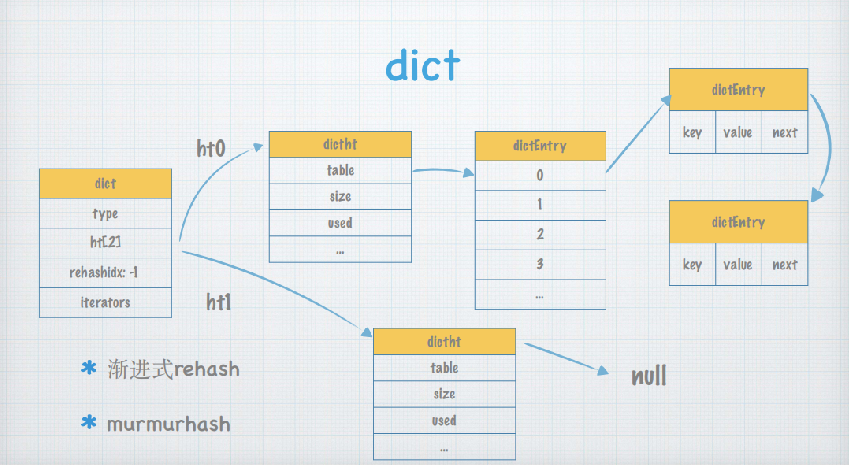 dict
dict
type
ht[2]
rehashidx: -1
iterators
ht0
dictht
table
size
used
...
dictEntry
0
1
2
3
...
dictEntry
key value next
dictEntry
key value next
ht1
dictht
table
size
used
...
null
* 渐进式rehash
* murmurhash